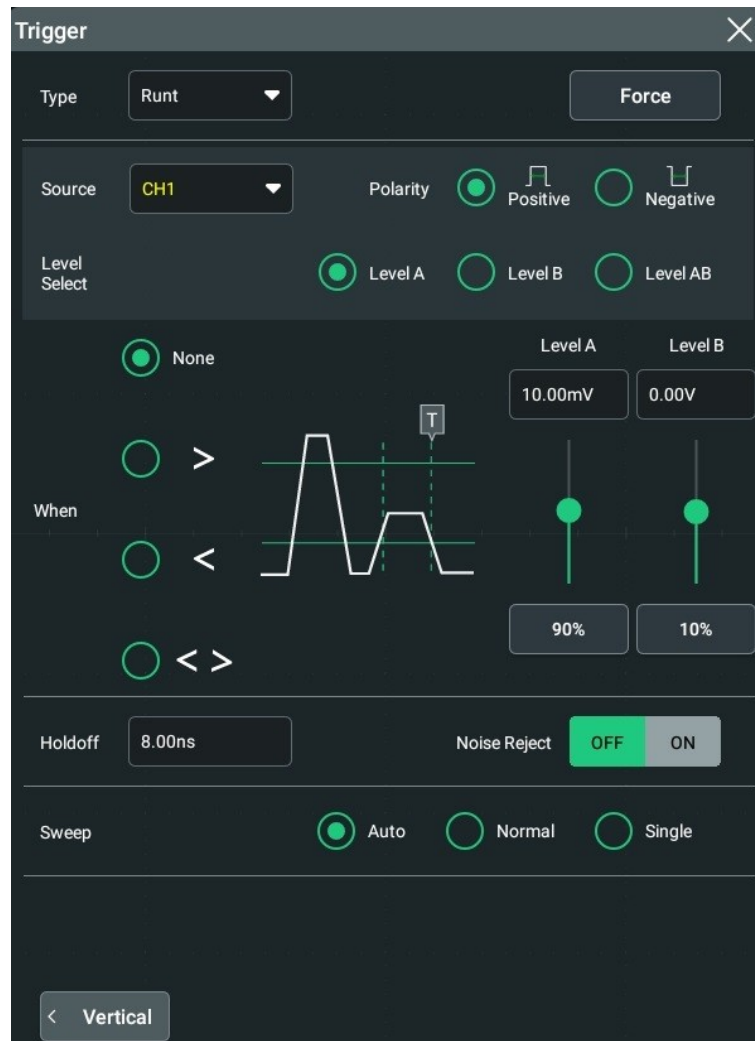 Trigger
Type Runt Force
Source CH1 Polarity Positive Negative
Level Select Level A Level B Level AB
None Level A Level B
10.00mV 0.00V
T
>
When
<
90% 10%
< >
Holdoff 8.00ns Noise Reject OFF ON
Sweep Auto Normal Single
< Vertical